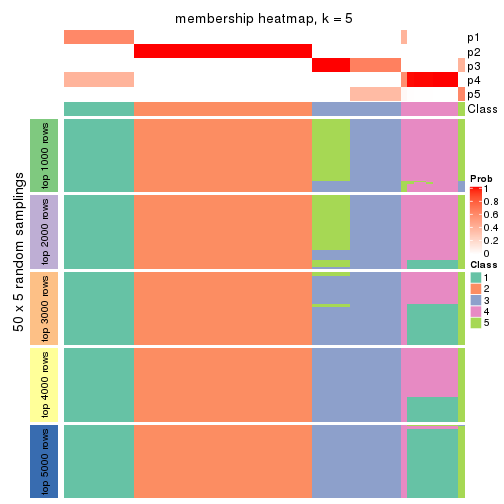 membership heatmap, k = 5
p1
p2
p3
p4
p5
Class
50 x 5 random samplings
top 1000 rows
top 2000 rows
top 3000 rows
top 4000 rows
top 5000 rows
Prob
1
0.8
0.6
0.4
0.2
0
Class
1
2
3
4
5